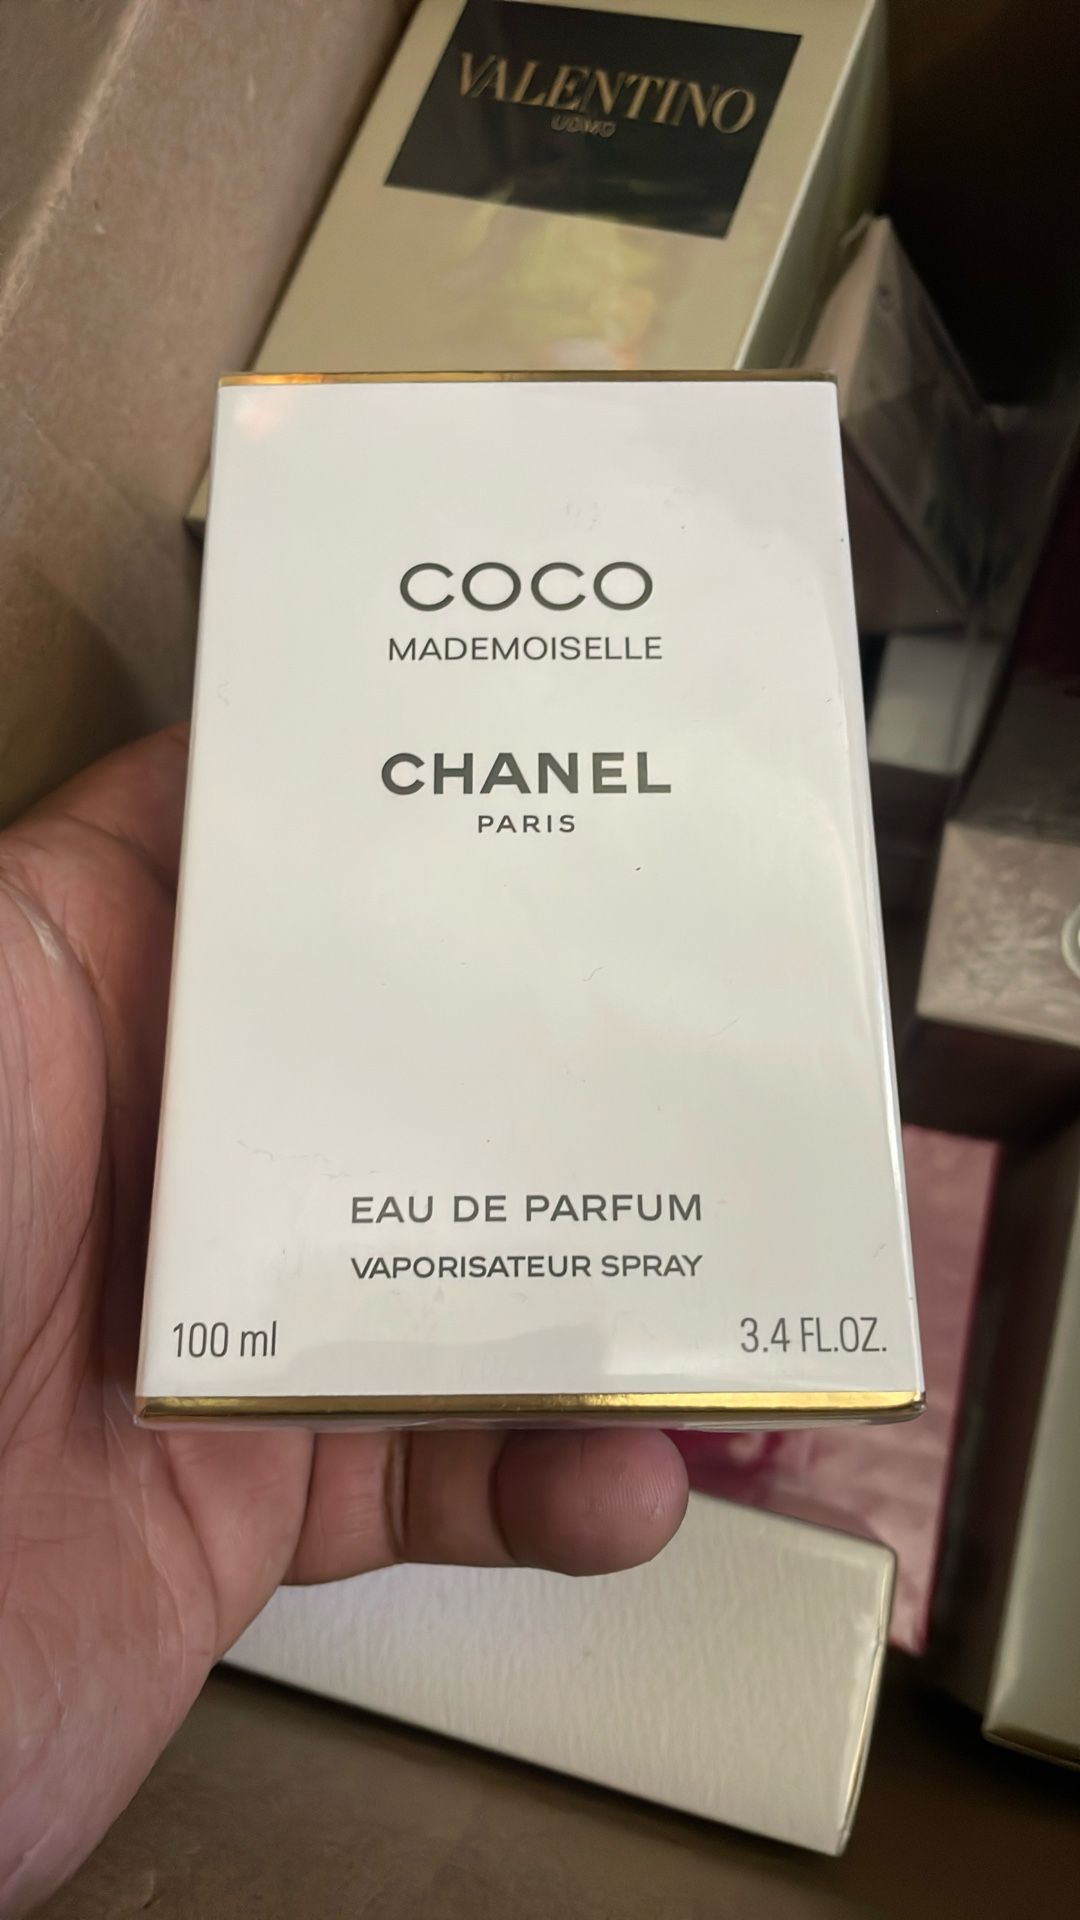 VALENTINO
UOMO
COCO
MADEMOISELLE
CHANEL
PARIS
EAU DE PARFUM
VAPORISATEUR SPRAY
100 ml
3.4 FL.OZ.